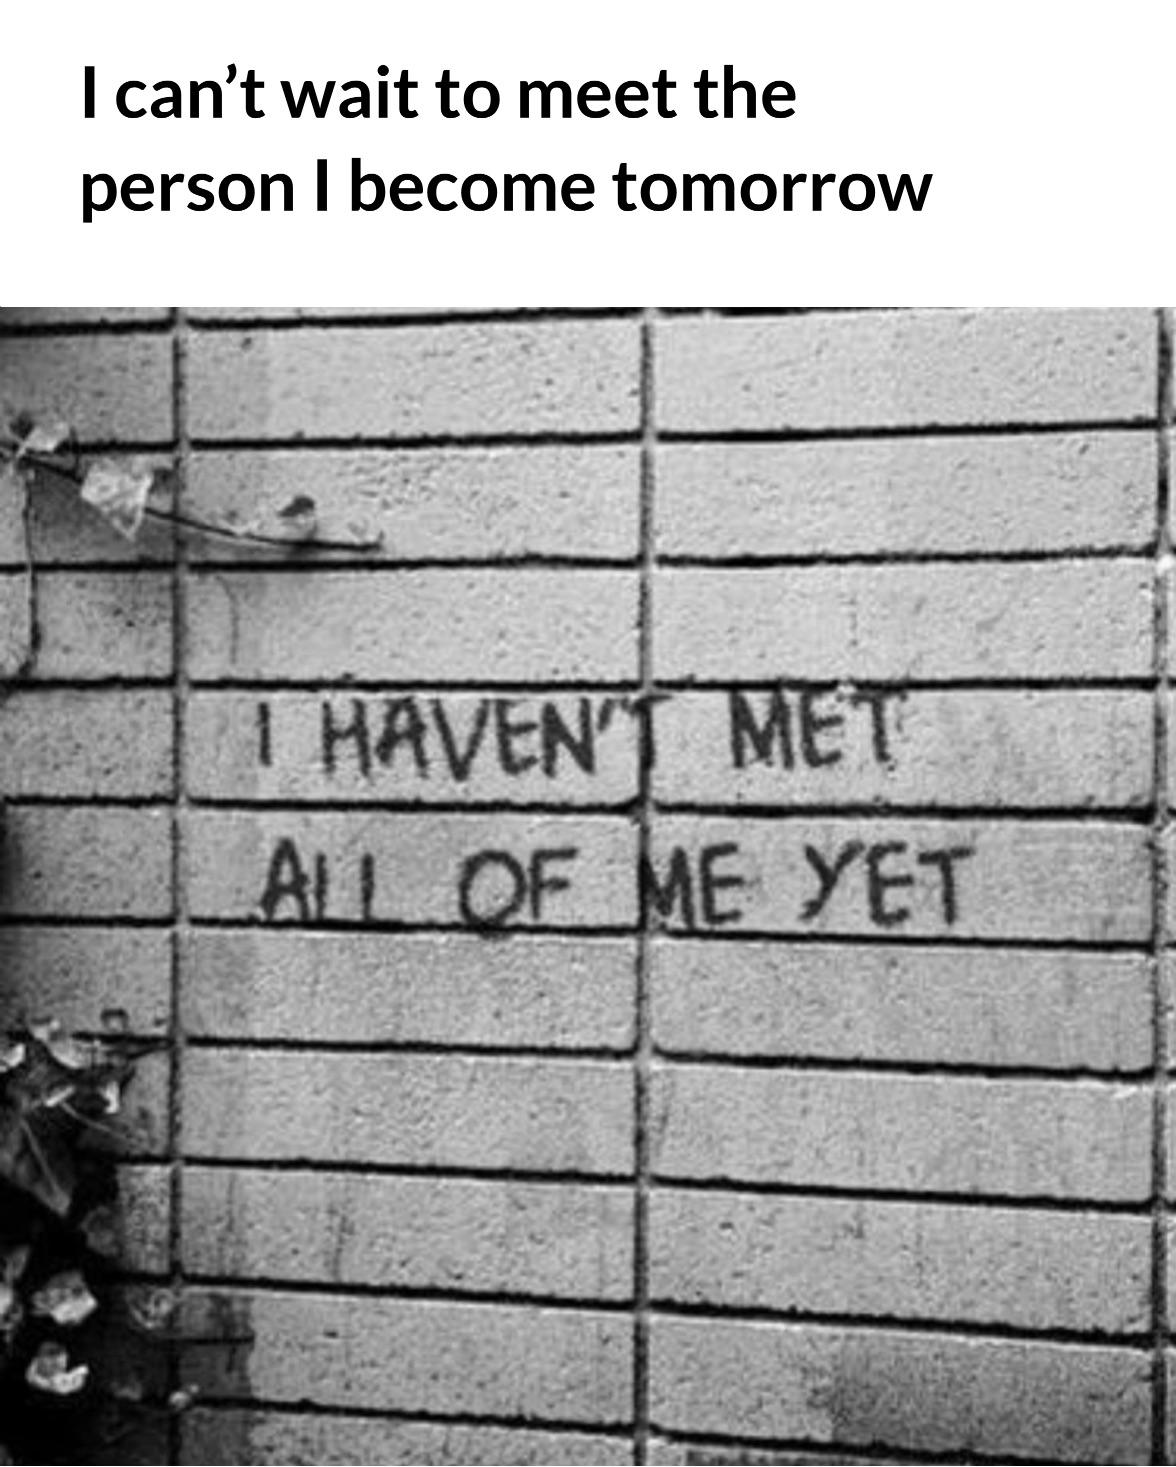 I can’t wait to meet the
person I become tomorrow
I HAVEN'T MET
ALL OF ME YET